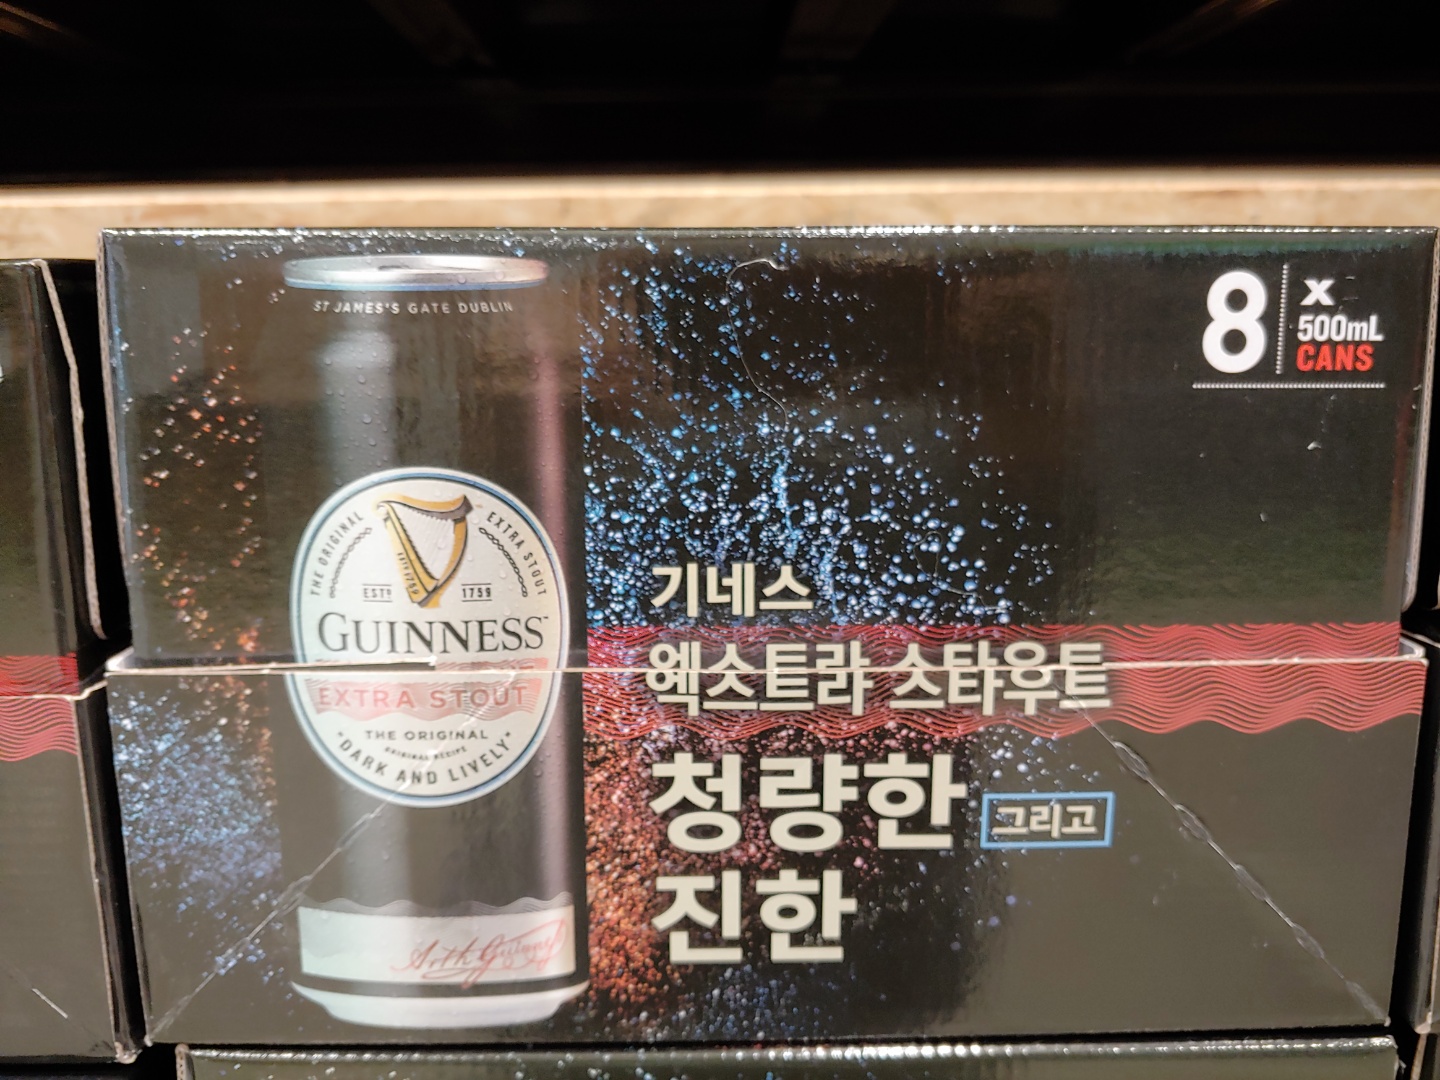 ST JAMES'S GATE DUBLIN
8 x
500mL
CANS
THE ORIGINAL EXTRA STOUT
ESTD 1759
GUINNESS
EXTRA STOUT
THE ORIGINAL
ORIGINAL RECIPE
DARK AND LIVELY
기네스
엑스트라 스타우트
청량한 그리고
진한